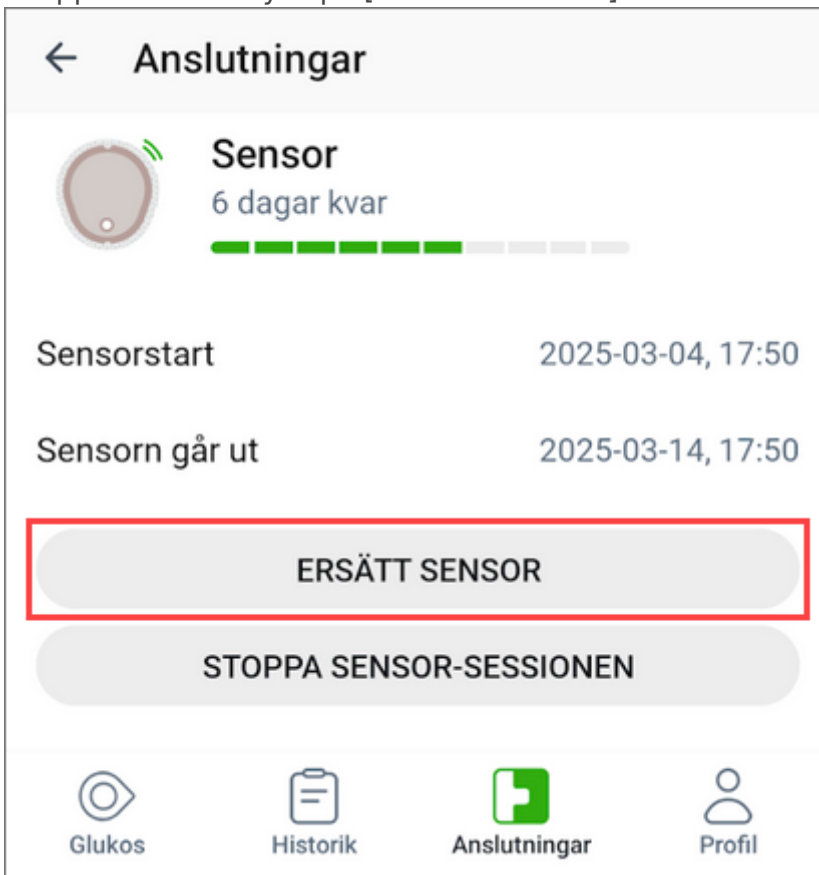 Anslutningar
Sensor
6 dagar kvar
Sensorstart 2025-03-04, 17:50
Sensorn går ut 2025-03-14, 17:50
ERSÄTT SENSOR
STOPPA SENSOR-SESSIONEN
Glukos Historik Anslutningar Profil